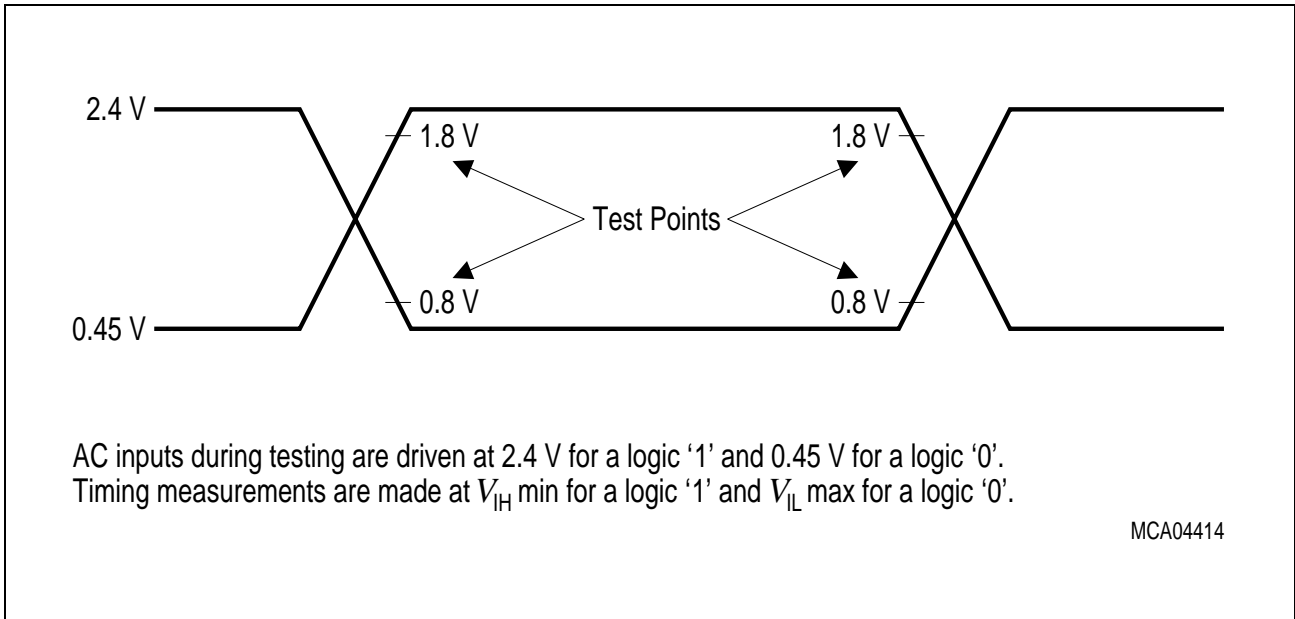 2.4 V
1.8 V
1.8 V
Test Points
0.8 V
0.8 V
0.45 V
AC inputs during testing are driven at 2.4 V for a logic ‘1’ and 0.45 V for a logic ‘0’.
Timing measurements are made at VIH min for a logic ‘1’ and VIL max for a logic ‘0’.
MCA04414